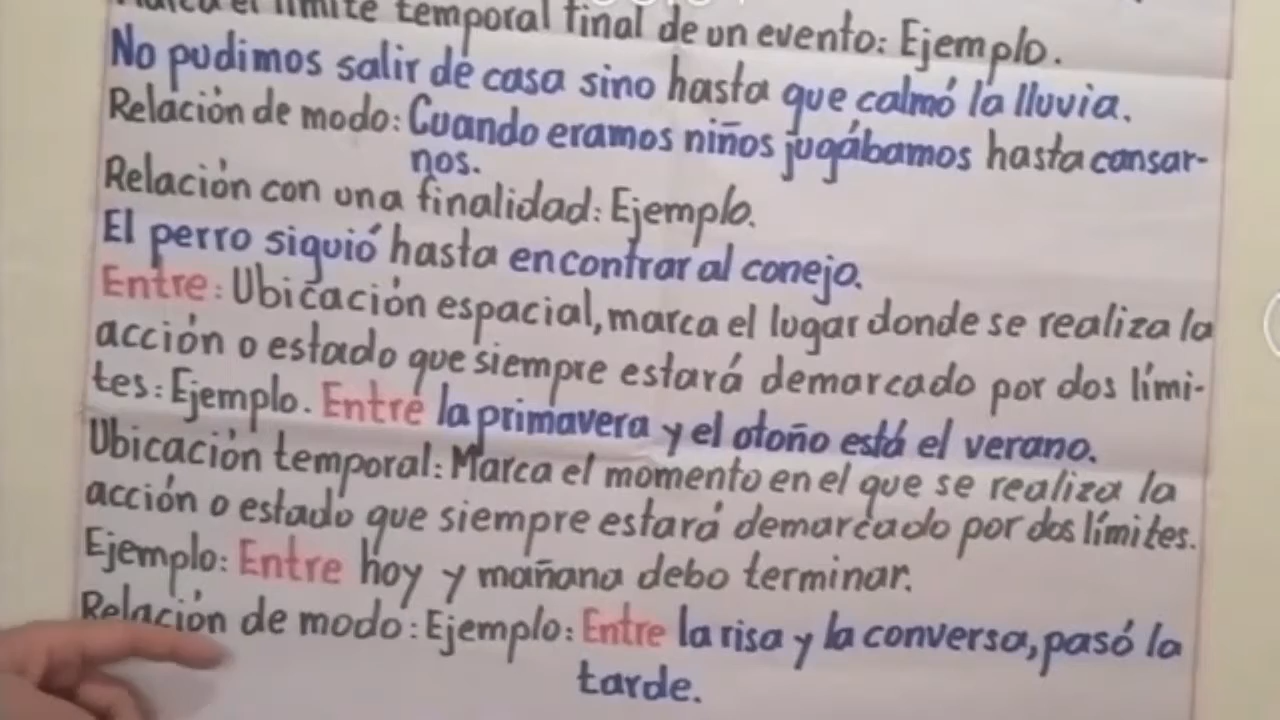 el límite temporal final de un evento: Ejemplo.
No pudimos salir de casa sino hasta que calmó la lluvia.
Relación de modo: Cuando eramos niños jugábamos hasta cansar-
nos.
Relación con una finalidad: Ejemplo.
El perro siguió hasta encontrar al conejo.
Entre: Ubicación espacial, marca el lugar donde se realiza la
acción o estado que siempre estará demarcado por dos lími-
tes: Ejemplo. Entre la primavera y el otoño está el verano.
Ubicación temporal: Marca el momento en el que se realiza la
acción o estado que siempre estará demarcado por dos límites.
Ejemplo: Entre hoy y mañana debo terminar.
Relación de modo: Ejemplo: Entre la risa y la conversa, pasó la
tarde.